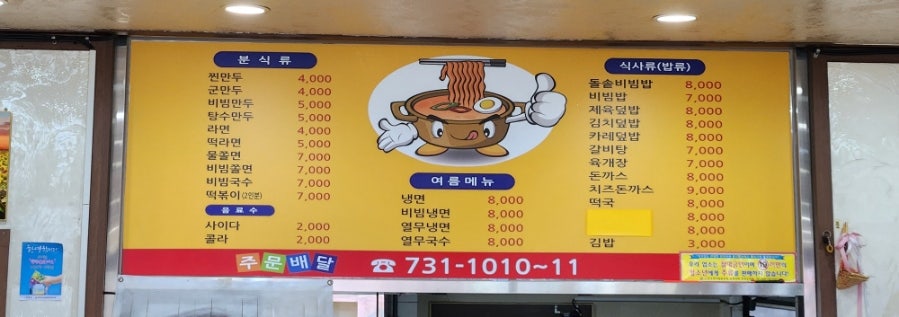 분식류
찐만두 4,000
군만두 4,000
비빔만두 5,000
탕수만두 5,000
라면 4,000
떡라면 5,000
물쫄면 7,000
비빔쫄면 7,000
비빔국수 7,000
떡볶이(2인분) 7,000
음료수
사이다 2,000
콜라 2,000
여름메뉴
냉면 8,000
비빔냉면 8,000
열무냉면 8,000
열무국수 8,000
식사류(밥류)
돌솥비빔밥 8,000
비빔밥 7,000
제육덮밥 8,000
김치덮밥 8,000
카레덮밥 8,000
갈비탕 7,000
육개장 7,000
돈까스 8,000
치즈돈까스 9,000
떡국 8,000
8,000
김밥 3,000
주문배달 ☎ 731-1010~11